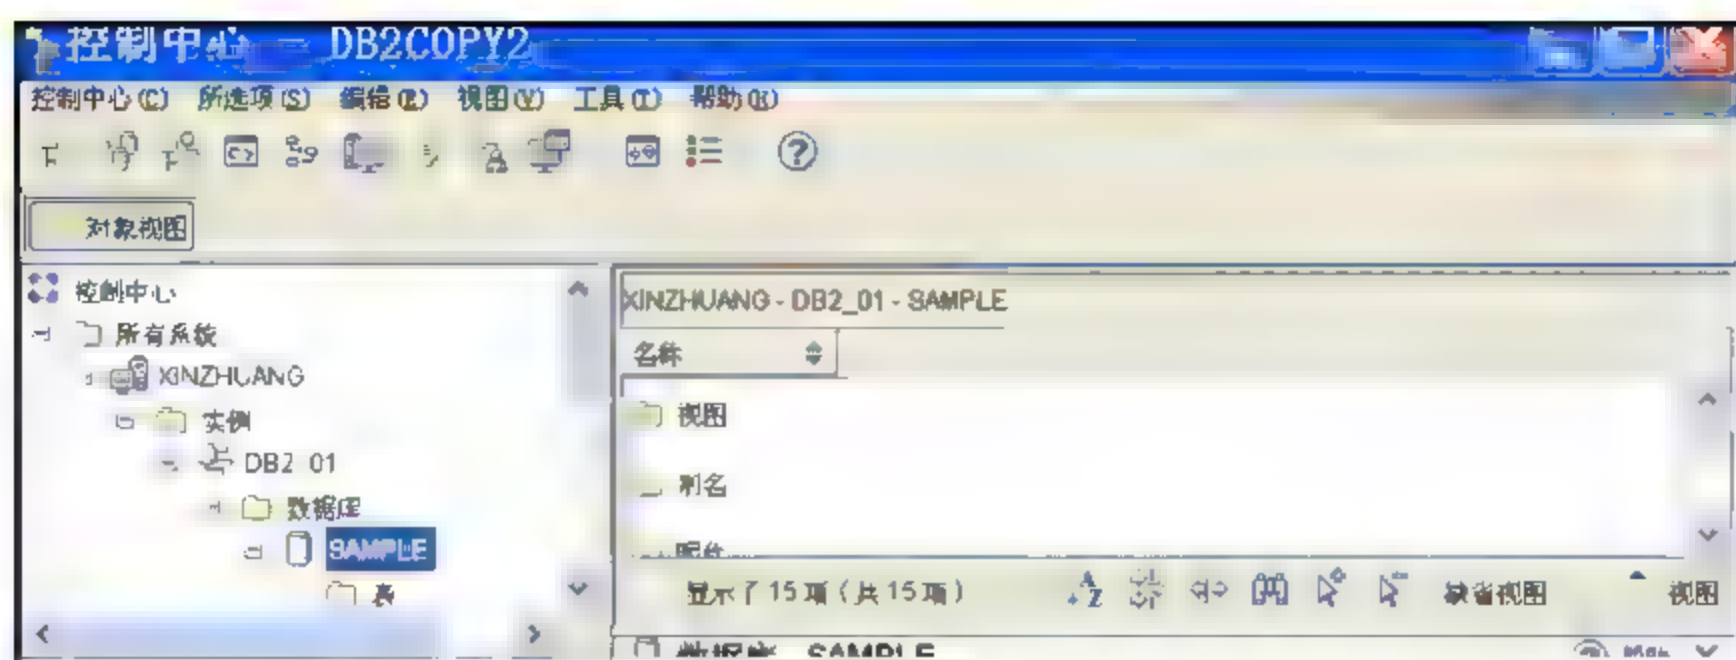 控制中心 - DB2COPY2
控制中心(C) 所选项(S) 编辑(E) 视图(V) 工具(T) 帮助(H)
对象视图
控制中心
所有系统
XINZHUANG
实例
DB2_01
数据库
SAMPLE
表
XINZHUANG - DB2_01 - SAMPLE
名称
视图
别名
昵称
显示了 15 项（共 15 项）
缺省视图 视图
数据库 - SAMPLE